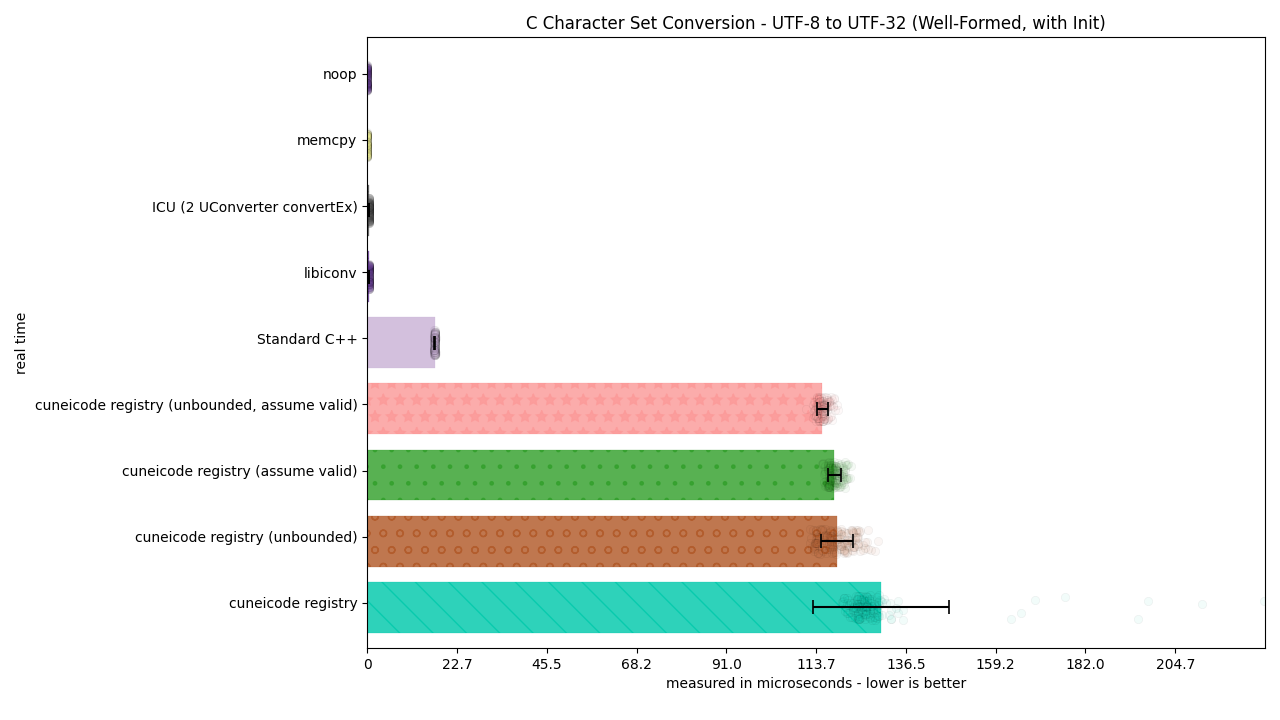 C Character Set Conversion - UTF-8 to UTF-32 (Well-Formed, with Init)
noop
memcpy
ICU (2 UConverter convertEx)
libiconv
Standard C++
cuneicode registry (unbounded, assume valid)
cuneicode registry (assume valid)
cuneicode registry (unbounded)
cuneicode registry
real time
0 22.7 45.5 68.2 91.0 113.7 136.5 159.2 182.0 204.7
measured in microseconds - lower is better